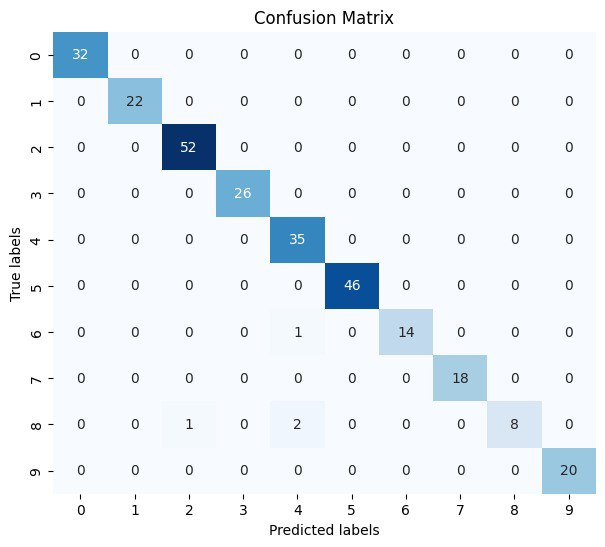 Confusion Matrix
0 32 0 0 0 0 0 0 0 0 0
1 0 22 0 0 0 0 0 0 0 0
2 0 0 52 0 0 0 0 0 0 0
3 0 0 0 26 0 0 0 0 0 0
4 0 0 0 0 35 0 0 0 0 0
5 0 0 0 0 0 46 0 0 0 0
6 0 0 0 0 1 0 14 0 0 0
7 0 0 0 0 0 0 0 18 0 0
8 0 0 1 0 2 0 0 0 8 0
9 0 0 0 0 0 0 0 0 0 20
0 1 2 3 4 5 6 7 8 9
Predicted labels
True labels